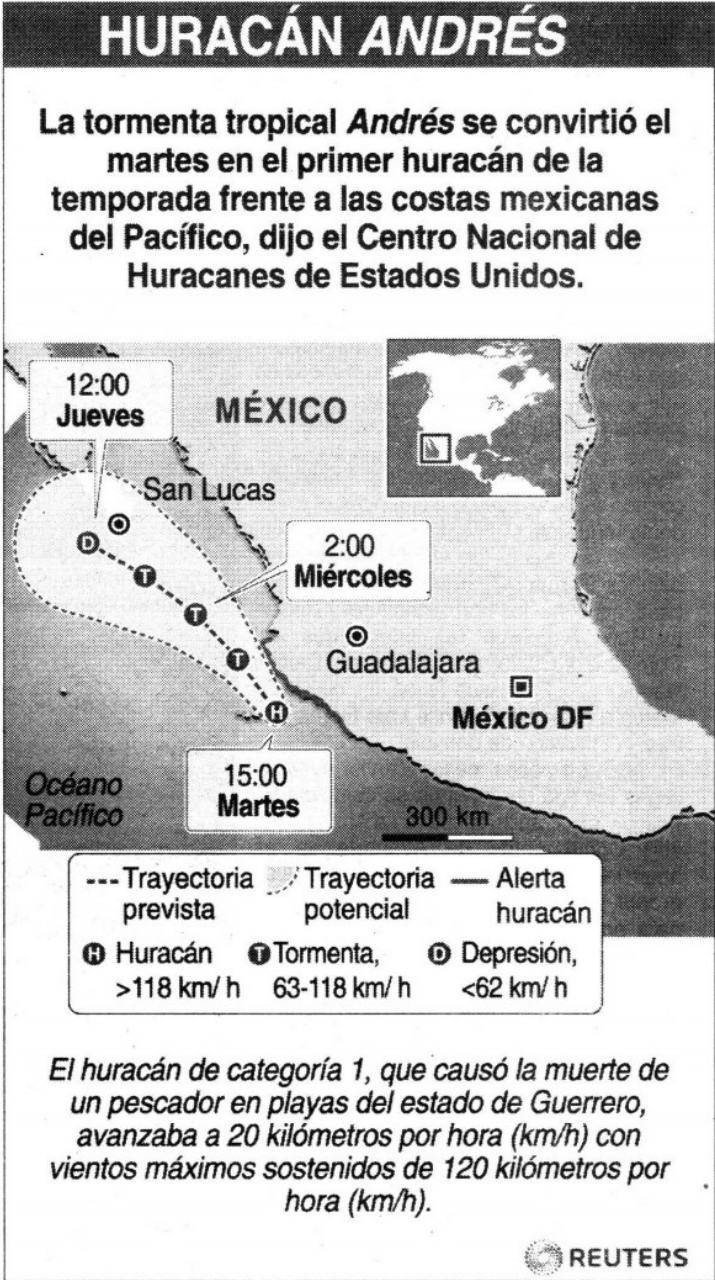 HURACÁN ANDRÉS
La tormenta tropical Andrés se convirtió el
martes en el primer huracán de la
temporada frente a las costas mexicanas
del Pacífico, dijo el Centro Nacional de
Huracanes de Estados Unidos.
12:00
Jueves
MÉXICO
San Lucas
D
T
2:00
Miércoles
T
T
Guadalajara
H
México DF
15:00
Martes
Océano
Pacífico
300 km
--- Trayectoria
prevista
Trayectoria
potencial
Alerta
huracán
H Huracán
>118 km/ h
T Tormenta,
63-118 km/ h
D Depresión,
<62 km/ h
El huracán de categoría 1, que causó la muerte de
un pescador en playas del estado de Guerrero,
avanzaba a 20 kilómetros por hora (km/h) con
vientos máximos sostenidos de 120 kilómetros por
hora (km/h).
REUTERS